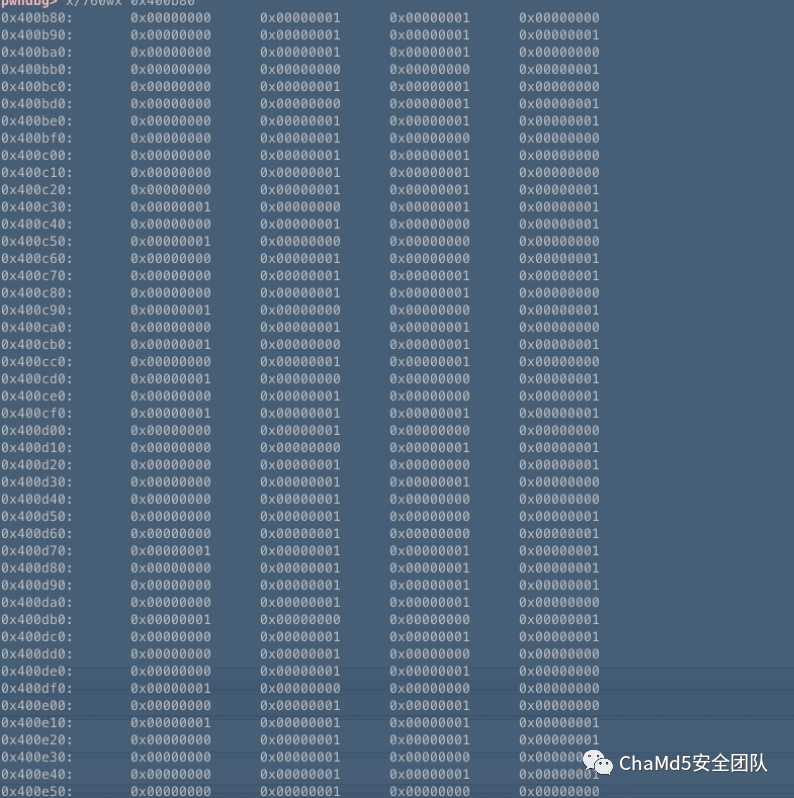 pwndbg> x/760wx 0x400b80
0x400b80: 0x00000000 0x00000001 0x00000001 0x00000000
0x400b90: 0x00000000 0x00000001 0x00000001 0x00000001
0x400ba0: 0x00000000 0x00000001 0x00000001 0x00000000
0x400bb0: 0x00000000 0x00000000 0x00000000 0x00000001
0x400bc0: 0x00000000 0x00000001 0x00000001 0x00000000
0x400bd0: 0x00000000 0x00000000 0x00000001 0x00000001
0x400be0: 0x00000000 0x00000001 0x00000001 0x00000001
0x400bf0: 0x00000000 0x00000001 0x00000000 0x00000000
0x400c00: 0x00000000 0x00000001 0x00000001 0x00000000
0x400c10: 0x00000000 0x00000001 0x00000001 0x00000000
0x400c20: 0x00000000 0x00000001 0x00000001 0x00000001
0x400c30: 0x00000001 0x00000000 0x00000001 0x00000001
0x400c40: 0x00000000 0x00000001 0x00000000 0x00000001
0x400c50: 0x00000001 0x00000000 0x00000000 0x00000000
0x400c60: 0x00000000 0x00000001 0x00000000 0x00000001
0x400c70: 0x00000000 0x00000001 0x00000001 0x00000001
0x400c80: 0x00000000 0x00000001 0x00000001 0x00000000
0x400c90: 0x00000001 0x00000000 0x00000000 0x00000001
0x400ca0: 0x00000000 0x00000001 0x00000001 0x00000000
0x400cb0: 0x00000001 0x00000000 0x00000001 0x00000001
0x400cc0: 0x00000000 0x00000001 0x00000001 0x00000000
0x400cd0: 0x00000001 0x00000000 0x00000000 0x00000001
0x400ce0: 0x00000000 0x00000001 0x00000000 0x00000001
0x400cf0: 0x00000001 0x00000001 0x00000001 0x00000001
0x400d00: 0x00000000 0x00000001 0x00000000 0x00000000
0x400d10: 0x00000000 0x00000000 0x00000001 0x00000001
0x400d20: 0x00000000 0x00000001 0x00000000 0x00000001
0x400d30: 0x00000000 0x00000001 0x00000001 0x00000000
0x400d40: 0x00000000 0x00000001 0x00000000 0x00000000
0x400d50: 0x00000000 0x00000001 0x00000000 0x00000001
0x400d60: 0x00000000 0x00000001 0x00000000 0x00000001
0x400d70: 0x00000001 0x00000001 0x00000001 0x00000001
0x400d80: 0x00000000 0x00000001 0x00000001 0x00000000
0x400d90: 0x00000000 0x00000001 0x00000001 0x00000001
0x400da0: 0x00000000 0x00000001 0x00000001 0x00000000
0x400db0: 0x00000001 0x00000000 0x00000000 0x00000001
0x400dc0: 0x00000000 0x00000001 0x00000001 0x00000001
0x400dd0: 0x00000000 0x00000001 0x00000000 0x00000000
0x400de0: 0x00000000 0x00000001 0x00000001 0x00000000
0x400df0: 0x00000001 0x00000000 0x00000000 0x00000000
0x400e00: 0x00000000 0x00000001 0x00000000 0x00000001
0x400e10: 0x00000001 0x00000001 0x00000001 0x00000001
0x400e20: 0x00000000 0x00000001 0x00000001 0x00000001
0x400e30: 0x00000000 0x00000001 0x00000001
0x400e40: 0x00000000 0x00000001 0x00000001
0x400e50: 0x00000000 0x00000001 0x00000001 0x00000001
ChaMd5安全团队